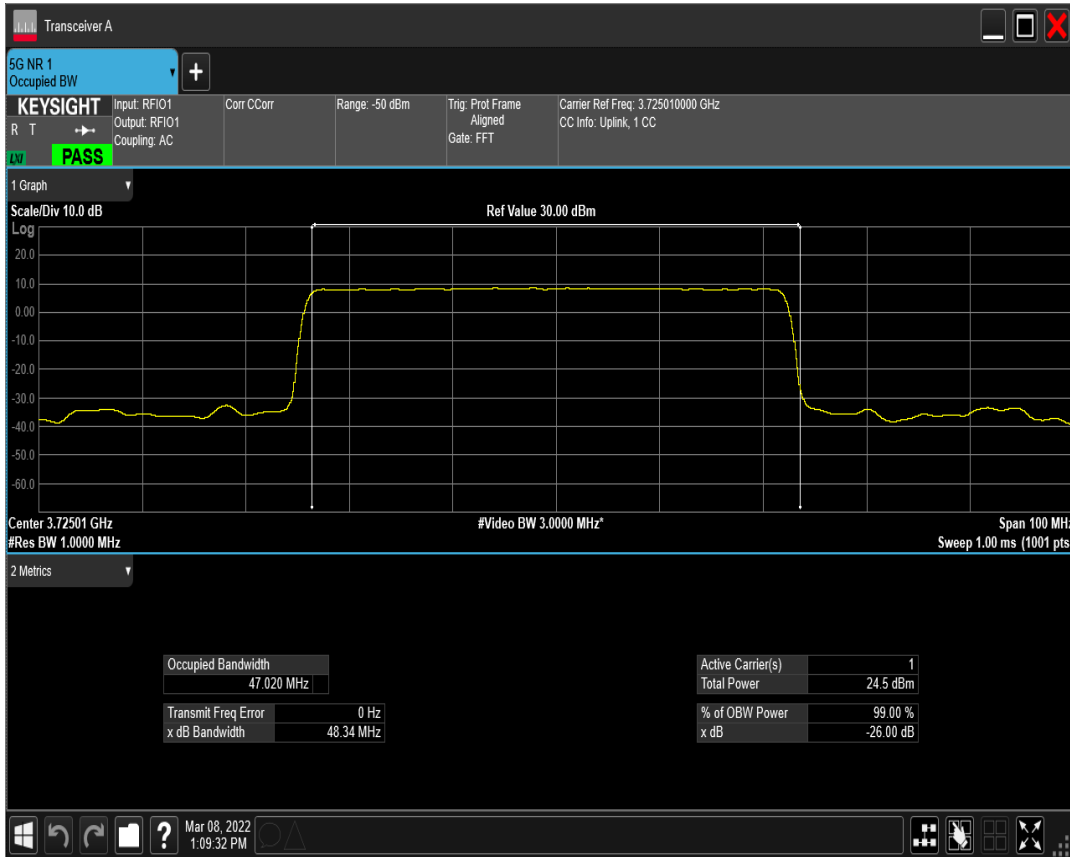 Transceiver A
5G NR 1
Occupied BW
+
KEYSIGHT
R T
LXI
PASS
Input: RFIO1
Output: RFIO1
Coupling: AC
Corr CCorr
Range: -50 dBm
Trig: Prot Frame
Aligned
Gate: FFT
Carrier Ref Freq: 3.725010000 GHz
CC Info: Uplink, 1 CC
1 Graph
Scale/Div 10.0 dB
Ref Value 30.00 dBm
Log
20.0
10.0
0.00
-10.0
-20.0
-30.0
-40.0
-50.0
-60.0
Center 3.72501 GHz
#Video BW 3.0000 MHz*
Span 100 MHz
#Res BW 1.0000 MHz
Sweep 1.00 ms (1001 pts
2 Metrics
Occupied Bandwidth
47.020 MHz
Transmit Freq Error 0 Hz
x dB Bandwidth 48.34 MHz
Active Carrier(s) 1
Total Power 24.5 dBm
% of OBW Power 99.00 %
x dB -26.00 dB
?
Mar 08, 2022
1:09:32 PM